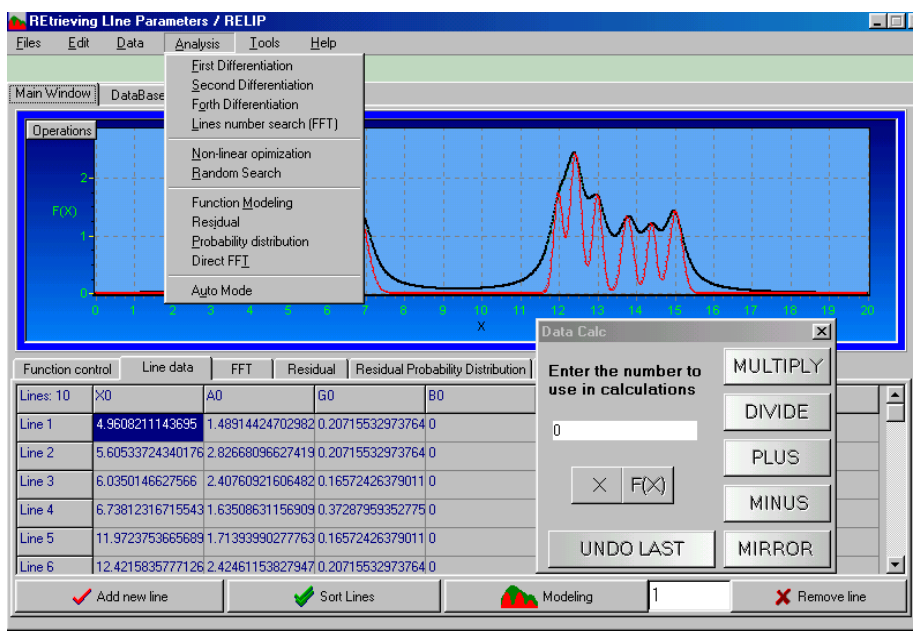 REtrieving LIne Parameters / RELIP
Files Edit Data Analysis Tools Help
First Differentiation
Second Differentiation
Forth Differentiation
Lines number search (FFT)
Non-linear opimization
Random Search
Function Modeling
Residual
Probability distribution
Direct FFT
Auto Mode
Main Window DataBase
Operations
2
F(X)
1
0
0 1 2 3 4 5 6 7 8 9 10 11 12 13 14 15 16 17 18 19 20
X
Data Calc
Enter the number to
use in calculations
0
X F(X)
UNDO LAST
MULTIPLY
DIVIDE
PLUS
MINUS
MIRROR
Function control Line data FFT Residual Residual Probability Distribution
Lines: 10 X0 A0 G0 B0
Line 1 4.9608211143695 1.48914424702982 0.20715532973764 0
Line 2 5.60533724340176 2.82668096627419 0.20715532973764 0
Line 3 6.0350146627566 2.40760921606482 0.16572426379011 0
Line 4 6.73812316715543 1.63508631156909 0.37287959352775 0
Line 5 11.9723753665689 1.71393990277763 0.16572426379011 0
Line 6 12.4215835777126 2.42461153827947 0.20715532973764 0
Add new line Sort Lines Modeling 1 Remove line